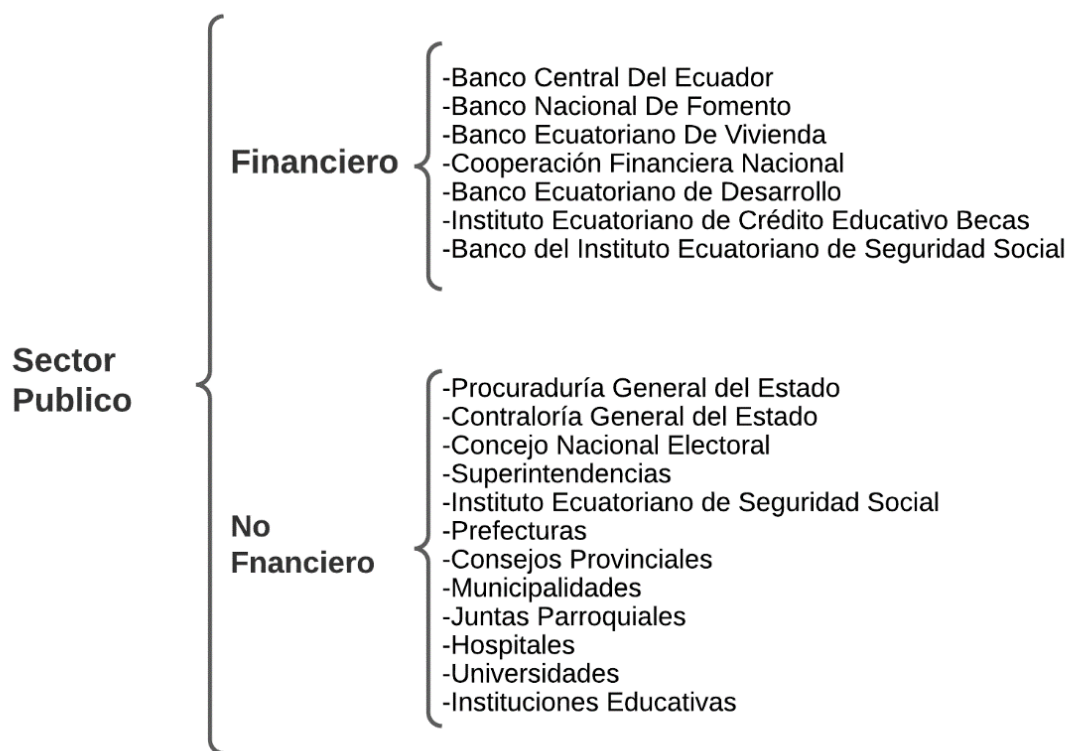 Sector
Publico
Financiero
-Banco Central Del Ecuador
-Banco Nacional De Fomento
-Banco Ecuatoriano De Vivienda
-Cooperación Financiera Nacional
-Banco Ecuatoriano de Desarrollo
-Instituto Ecuatoriano de Crédito Educativo Becas
-Banco del Instituto Ecuatoriano de Seguridad Social
No
Fnanciero
-Procuraduría General del Estado
-Contraloría General del Estado
-Concejo Nacional Electoral
-Superintendencias
-Instituto Ecuatoriano de Seguridad Social
-Prefecturas
-Consejos Provinciales
-Municipalidades
-Juntas Parroquiales
-Hospitales
-Universidades
-Instituciones Educativas